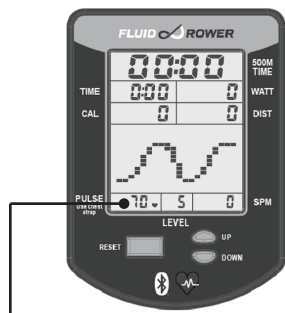 FLUID ROWER
00:00 500M TIME
TIME 0:00 0 WATT
CAL 0 0 DIST
PULSE Use chest strap 70 5 0 SPM
LEVEL
RESET UP
DOWN